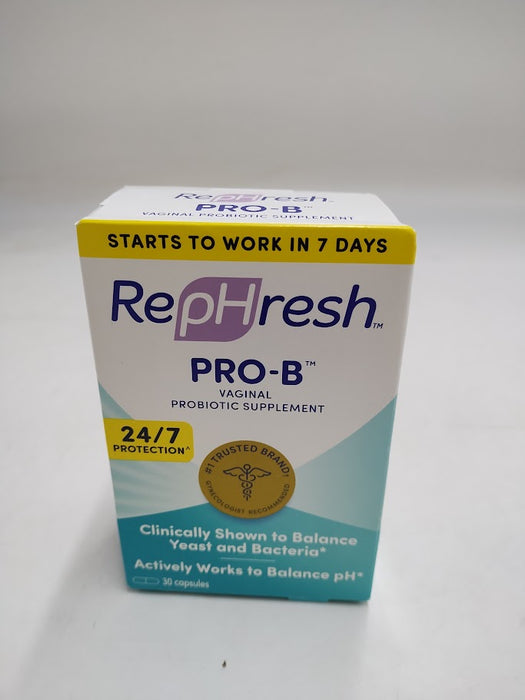 RepHresh
PRO-B™
VAGINAL PROBIOTIC SUPPLEMENT
STARTS TO WORK IN 7 DAYS
RepHresh™
PRO-B™
VAGINAL
PROBIOTIC SUPPLEMENT
24/7
PROTECTION^
#1 TRUSTED BRAND†
GYNECOLOGIST RECOMMENDED
Clinically Shown to Balance
Yeast and Bacteria*
Actively Works to Balance pH*
30 capsules